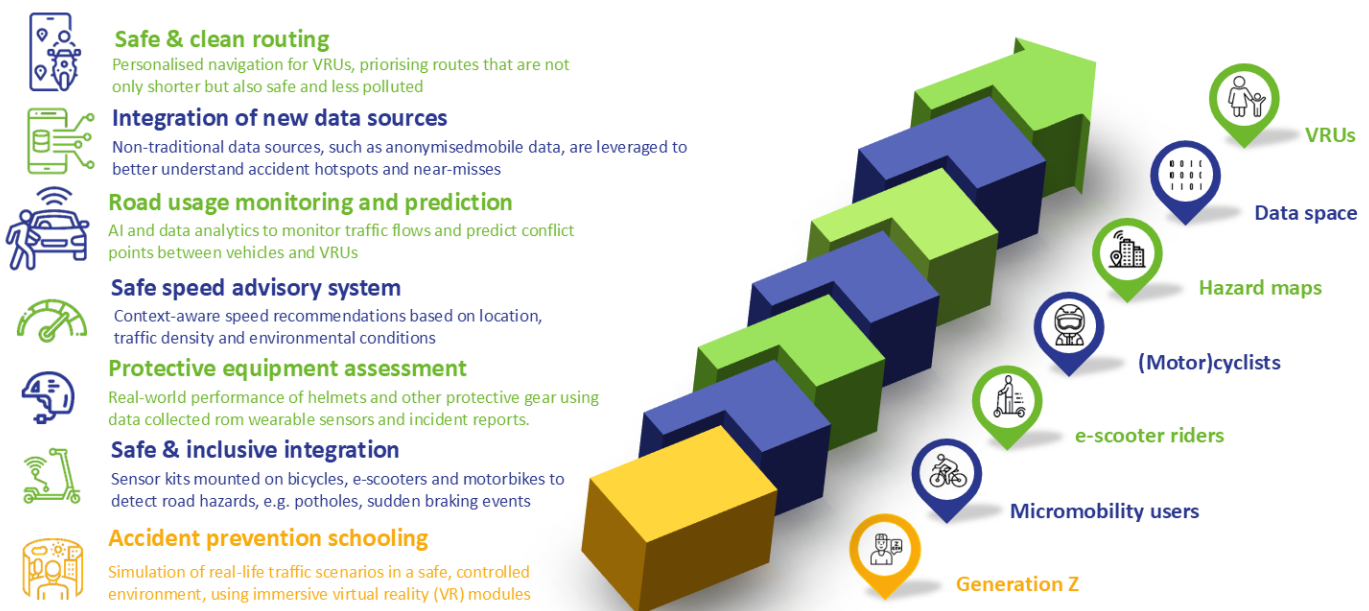 Safe & clean routing
Personalised navigation for VRUs, priorising routes that are not
only shorter but also safe and less polluted
Integration of new data sources
Non-traditional data sources, such as anonymisedmobile data, are leveraged to
better understand accident hotspots and near-misses
Road usage monitoring and prediction
AI and data analytics to monitor traffic flows and predict conflict
points between vehicles and VRUs
Safe speed advisory system
Context-aware speed recommendations based on location,
traffic density and environmental conditions
Protective equipment assessment
Real-world performance of helmets and other protective gear using
data collected rom wearable sensors and incident reports.
Safe & inclusive integration
Sensor kits mounted on bicycles, e-scooters and motorbikes to
detect road hazards, e.g. potholes, sudden braking events
Accident prevention schooling
Simulation of real-life traffic scenarios in a safe, controlled
environment, using immersive virtual reality (VR) modules
VRUs
Data space
Hazard maps
(Motor)cyclists
e-scooter riders
Micromobility users
Generation Z